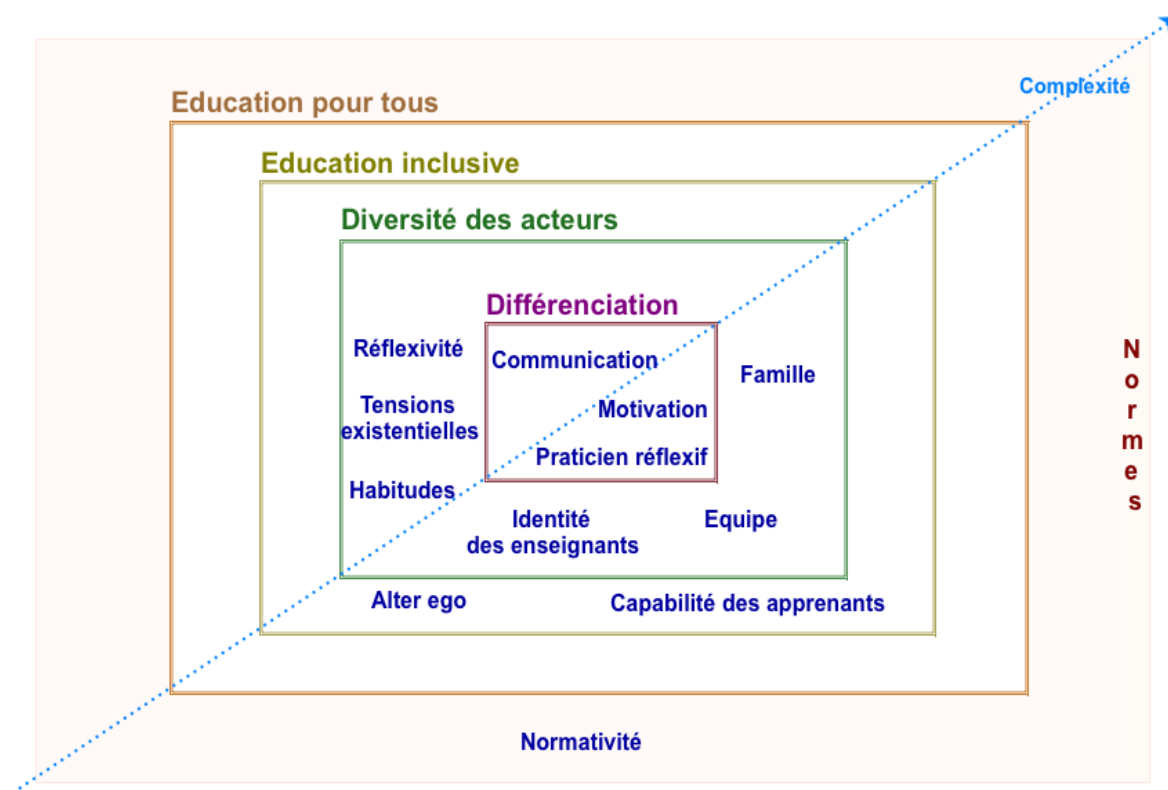 Complexité
Education pour tous
Education inclusive
Diversité des acteurs
Différenciation
Réflexivité
Communication
Famille
Tensions
existentielles
Motivation
Praticien réflexif
Habitudes
Identité
des enseignants
Equipe
Alter ego
Capabilité des apprenants
Normativité
N
o
r
m
e
s